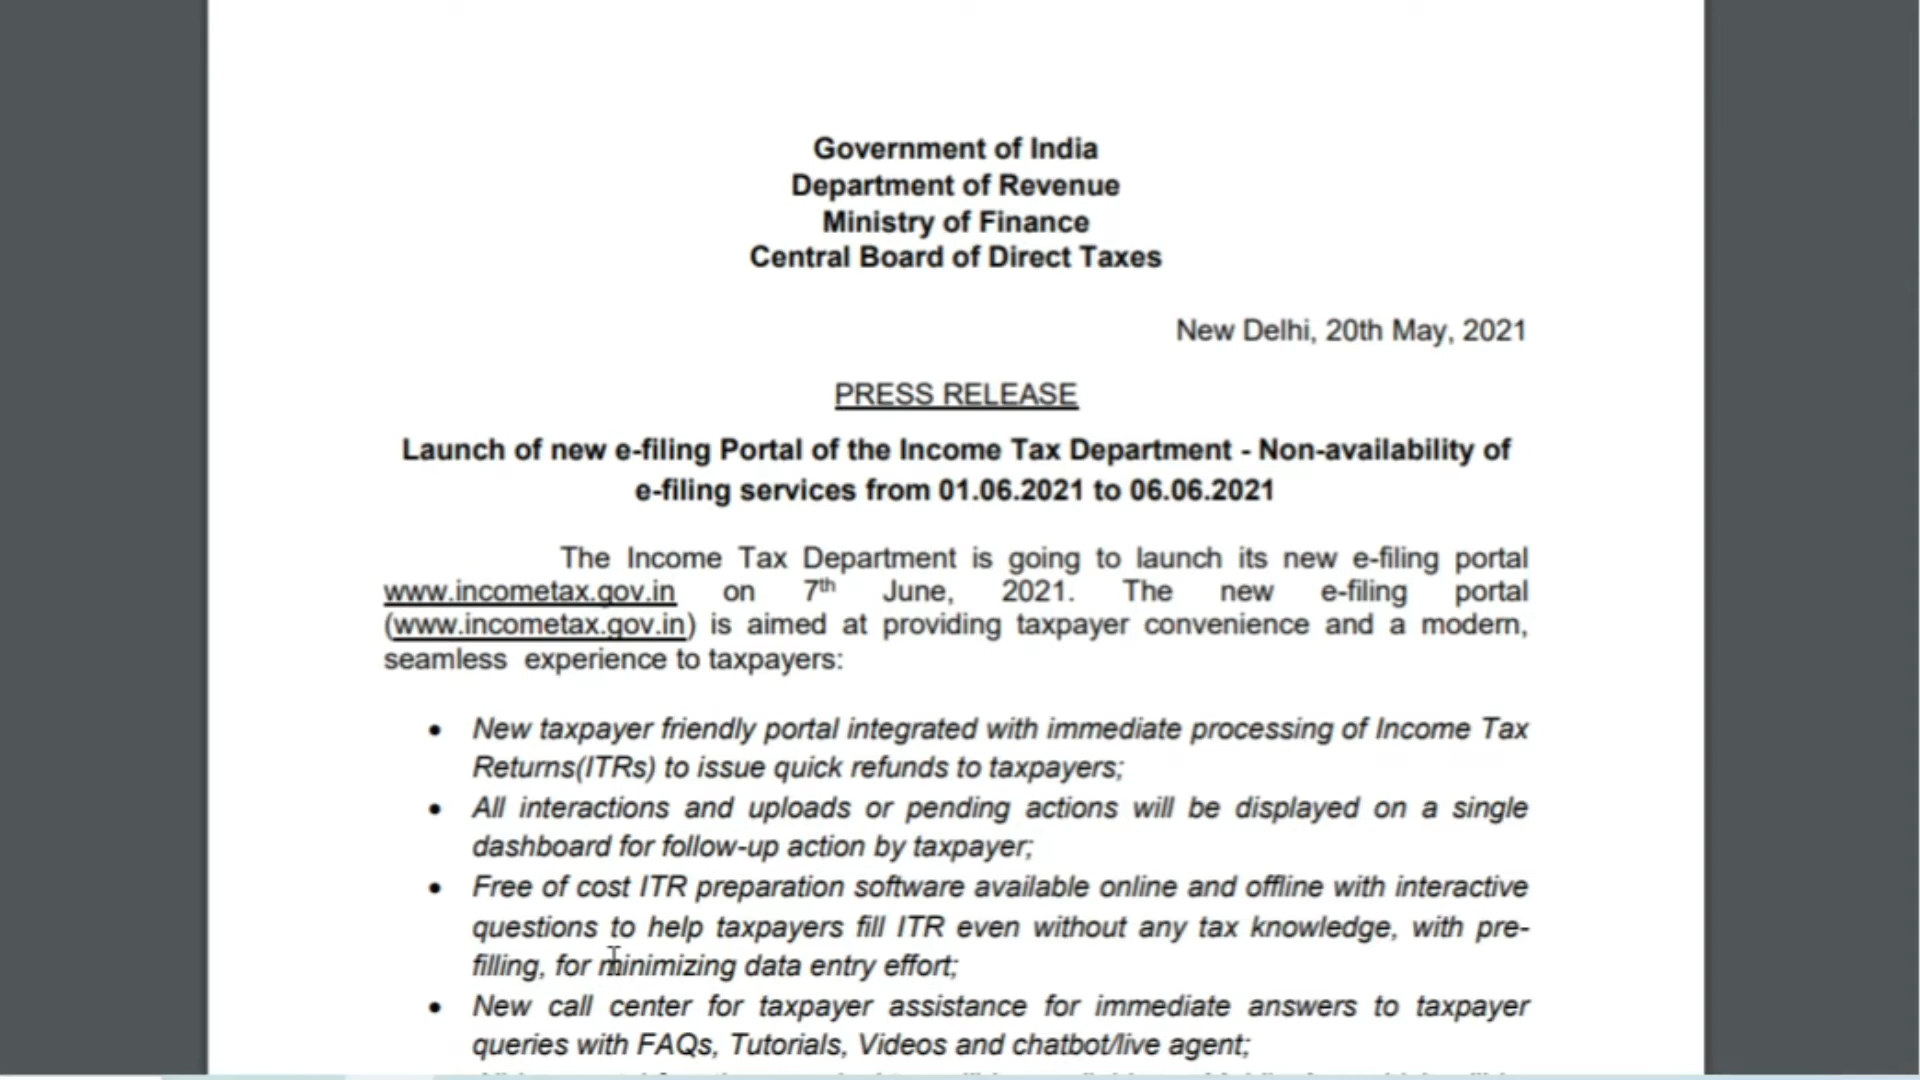 Government of India
Department of Revenue
Ministry of Finance
Central Board of Direct Taxes
New Delhi, 20th May, 2021
PRESS RELEASE
Launch of new e-filing Portal of the Income Tax Department - Non-availability of
e-filing services from 01.06.2021 to 06.06.2021
The Income Tax Department is going to launch its new e-filing portal
www.incometax.gov.in on 7th June, 2021. The new e-filing portal
(www.incometax.gov.in) is aimed at providing taxpayer convenience and a modern,
seamless experience to taxpayers:
• New taxpayer friendly portal integrated with immediate processing of Income Tax
Returns(ITRs) to issue quick refunds to taxpayers;
• All interactions and uploads or pending actions will be displayed on a single
dashboard for follow-up action by taxpayer;
• Free of cost ITR preparation software available online and offline with interactive
questions to help taxpayers fill ITR even without any tax knowledge, with pre-
filling, for minimizing data entry effort;
• New call center for taxpayer assistance for immediate answers to taxpayer
queries with FAQs, Tutorials, Videos and chatbot/live agent;